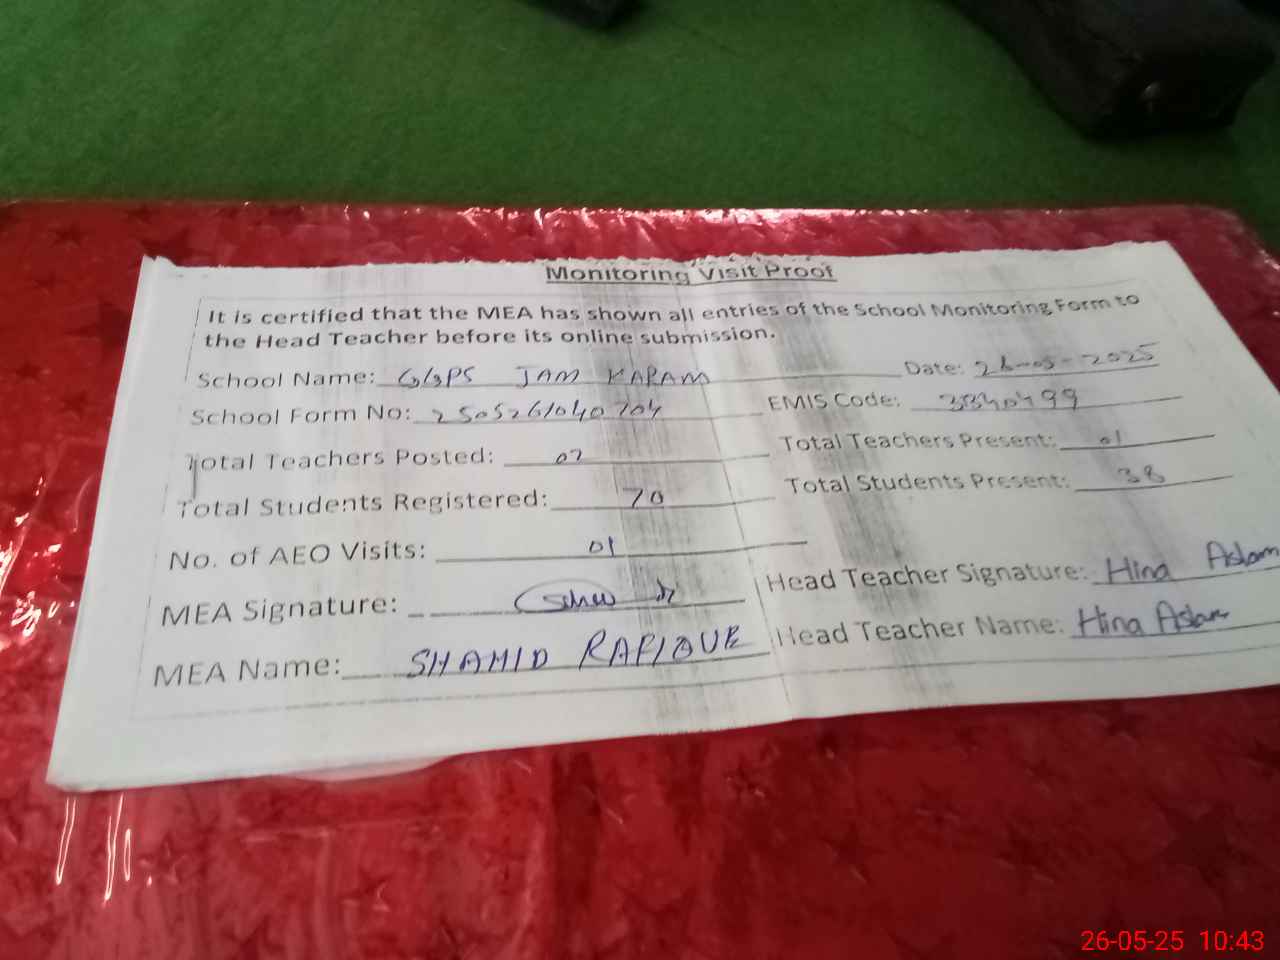 Monitoring Visit Proof
It is certified that the MEA has shown all entries of the School Monitoring Form to
the Head Teacher before its online submission.
School Name: GGPS JAM KARAM Date: 26-05-2025
School Form No: 2505261040704 EMIS Code: 3340499
Total Teachers Posted: 02 Total Teachers Present: 01
Total Students Registered: 70 Total Students Present: 38
No. of AEO Visits: 01
MEA Signature: Head Teacher Signature: Hina Aslam
MEA Name: SHAHID RAFIQUE Head Teacher Name: Hina Aslam
26-05-25 10:43